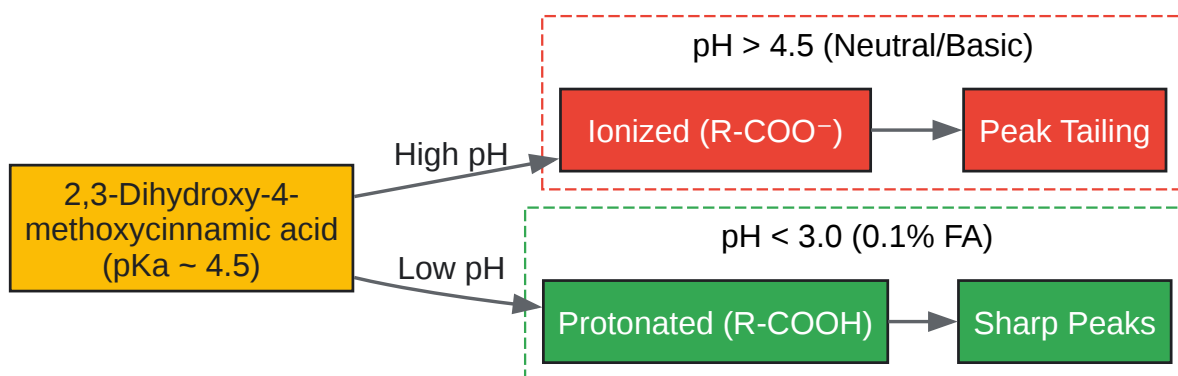 2,3-Dihydroxy-4-
methoxycinnamic acid
(pKa ~ 4.5)
High pH
Low pH
pH > 4.5 (Neutral/Basic)
Ionized (R-COO⁻)
Peak Tailing
pH < 3.0 (0.1% FA)
Protonated (R-COOH)
Sharp Peaks